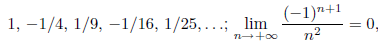 1, −1/4, 1/9, −1/16, 1/25, . . .; lim_{n→+∞} (−1)^{n+1}/n^2 = 0,